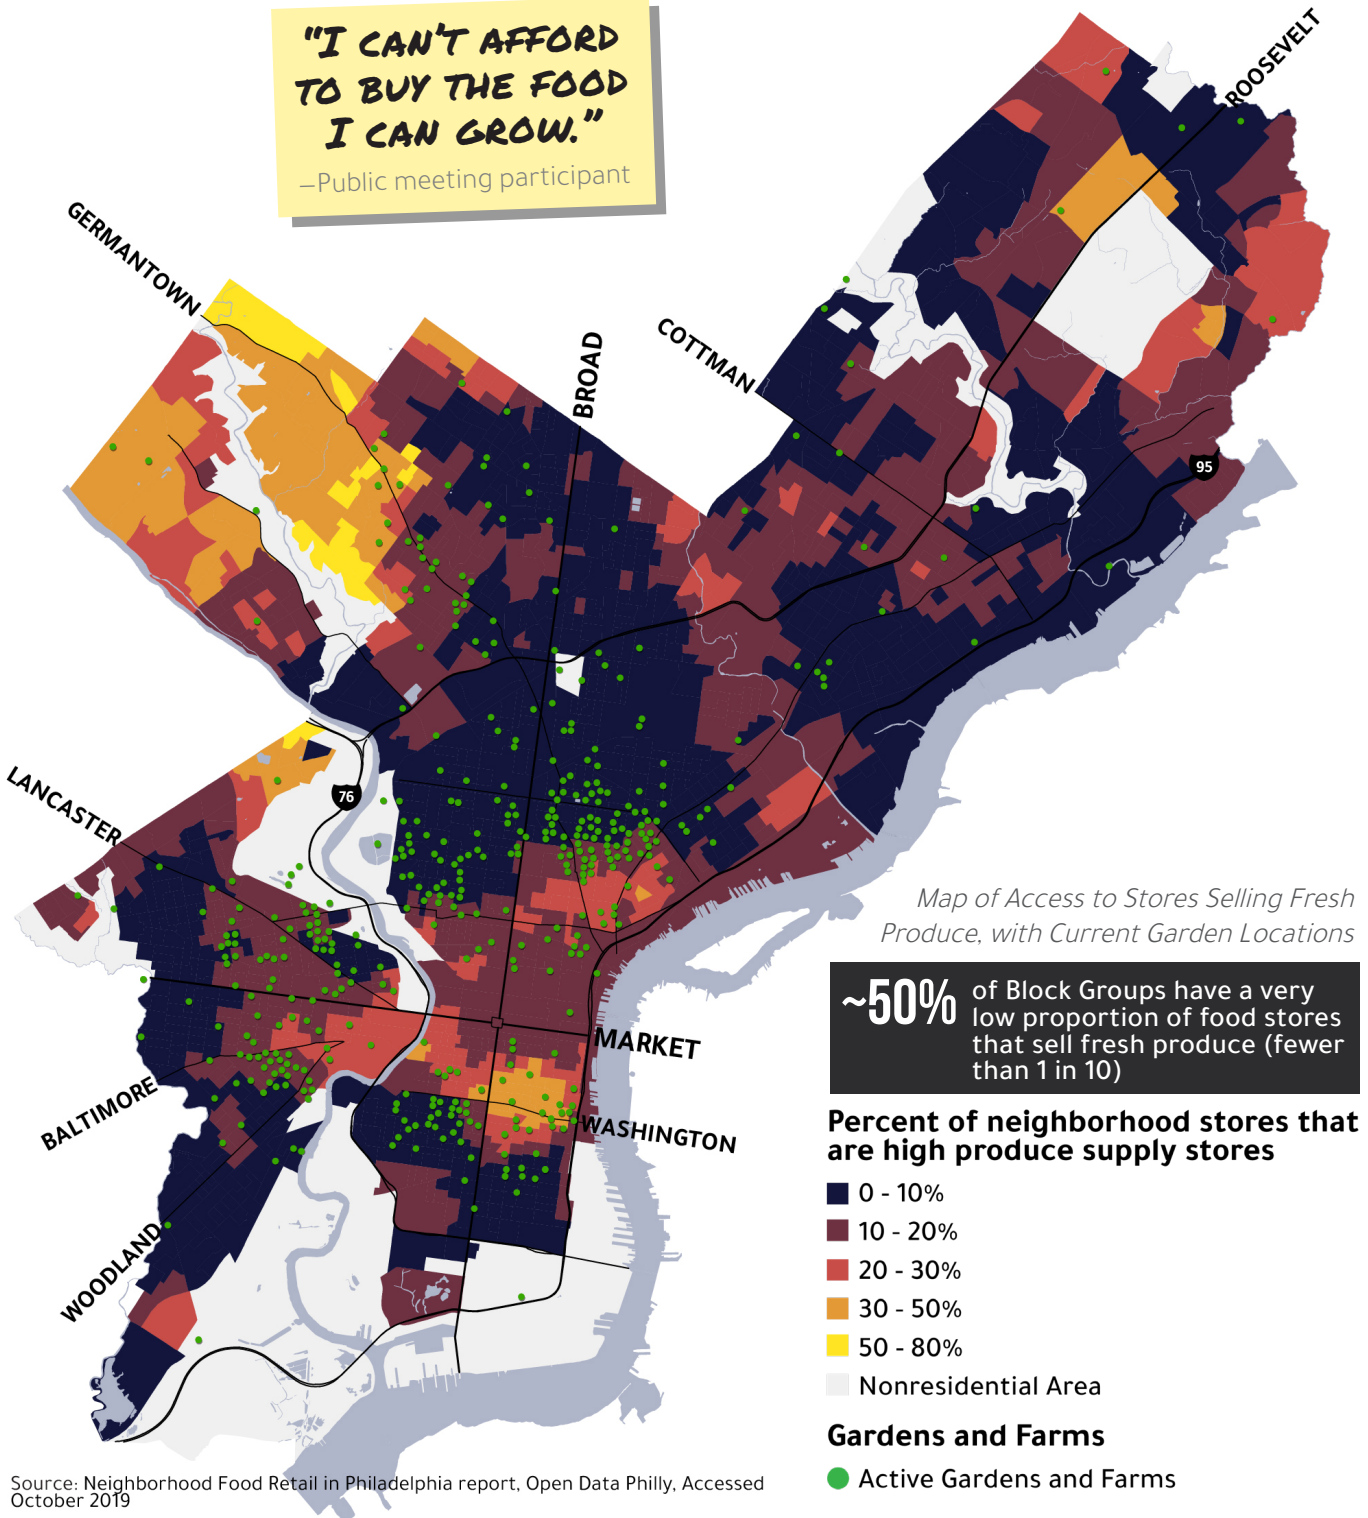 "I CAN'T AFFORD
TO BUY THE FOOD
I CAN GROW."
—Public meeting participant
ROOSEVELT
GERMANTOWN
BROAD
COTTMAN
95
LANCASTER
76
MARKET
BALTIMORE
WASHINGTON
WOODLAND
Map of Access to Stores Selling Fresh
Produce, with Current Garden Locations
~50%
of Block Groups have a very
low proportion of food stores
that sell fresh produce (fewer
than 1 in 10)
Percent of neighborhood stores that
are high produce supply stores
0 - 10%
10 - 20%
20 - 30%
30 - 50%
50 - 80%
Nonresidential Area
Gardens and Farms
Active Gardens and Farms
Source: Neighborhood Food Retail in Philadelphia report, Open Data Philly, Accessed
October 2019